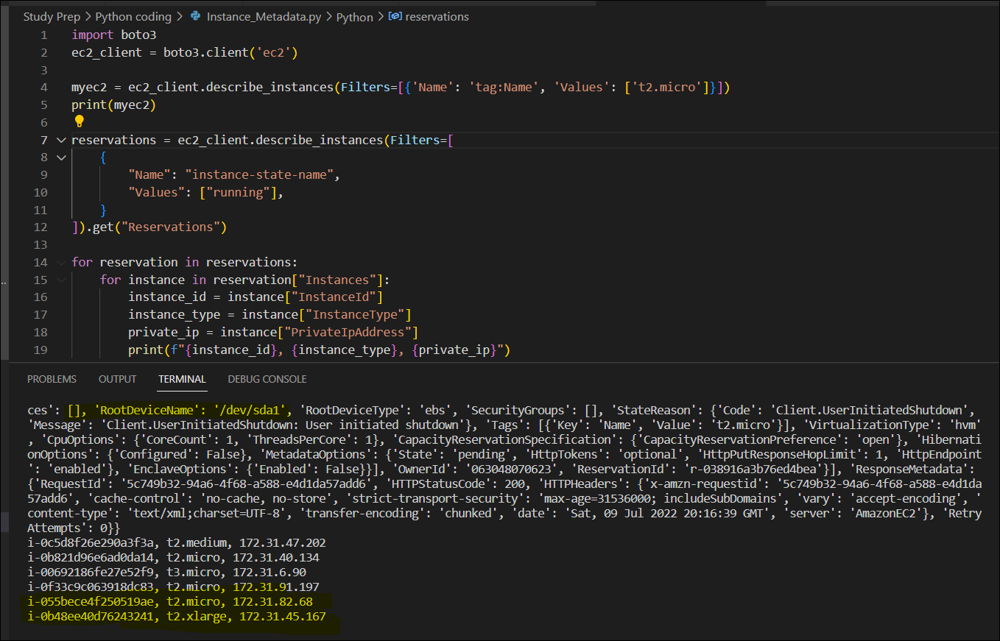 Study Prep > Python coding > Instance_Metadata.py > Python > reservations
1 import boto3
2 ec2_client = boto3.client('ec2')
3
4 myec2 = ec2_client.describe_instances(Filters=[{'Name': 'tag:Name', 'Values': ['t2.micro']}])
5 print(myec2)
6
7 reservations = ec2_client.describe_instances(Filters=[
8     {
9         "Name": "instance-state-name",
10         "Values": ["running"],
11     }
12 ]).get("Reservations")
13
14 for reservation in reservations:
15     for instance in reservation["Instances"]:
16         instance_id = instance["InstanceId"]
17         instance_type = instance["InstanceType"]
18         private_ip = instance["PrivateIpAddress"]
19         print(f"{instance_id}, {instance_type}, {private_ip}")
PROBLEMS OUTPUT TERMINAL DEBUG CONSOLE
ces': [], 'RootDeviceName': '/dev/sda1', 'RootDeviceType': 'ebs', 'SecurityGroups': [], 'StateReason': {'Code': 'Client.UserInitiatedShutdown',
'Message': 'Client.UserInitiatedShutdown: User initiated shutdown'}, 'Tags': [{'Key': 'Name', 'Value': 't2.micro'}], 'VirtualizationType': 'hvm'
, 'CpuOptions': {'CoreCount': 1, 'ThreadsPerCore': 1}, 'CapacityReservationSpecification': {'CapacityReservationPreference': 'open'}, 'Hibernati
onOptions': {'Configured': False}, 'MetadataOptions': {'State': 'pending', 'HttpTokens': 'optional', 'HttpPutResponseHopLimit': 1, 'HttpEndpoint
': 'enabled'}, 'EnclaveOptions': {'Enabled': False}}], 'OwnerId': '063048070623', 'ReservationId': 'r-038916a3b76ed4bea'}], 'ResponseMetadata':
{'RequestId': '5c749b32-94a6-4f68-a588-e4d1da57add6', 'HTTPStatusCode': 200, 'HTTPHeaders': {'x-amzn-requestid': '5c749b32-94a6-4f68-a588-e4d1da
57add6', 'cache-control': 'no-cache, no-store', 'strict-transport-security': 'max-age=31536000; includeSubDomains', 'vary': 'accept-encoding', '
content-type': 'text/xml;charset=UTF-8', 'transfer-encoding': 'chunked', 'date': 'Sat, 09 Jul 2022 20:16:39 GMT', 'server': 'AmazonEC2'}, 'Retry
Attempts': 0}}
i-0c5d8f26e290a3f3a, t2.medium, 172.31.47.202
i-0b821d96e6ad0da14, t2.micro, 172.31.40.134
i-00692186fe27e52f9, t3.micro, 172.31.6.90
i-0f33c9c063918dc83, t2.micro, 172.31.91.197
i-055bece4f250519ae, t2.micro, 172.31.82.68
i-0b48ee40d76243241, t2.xlarge, 172.31.45.167